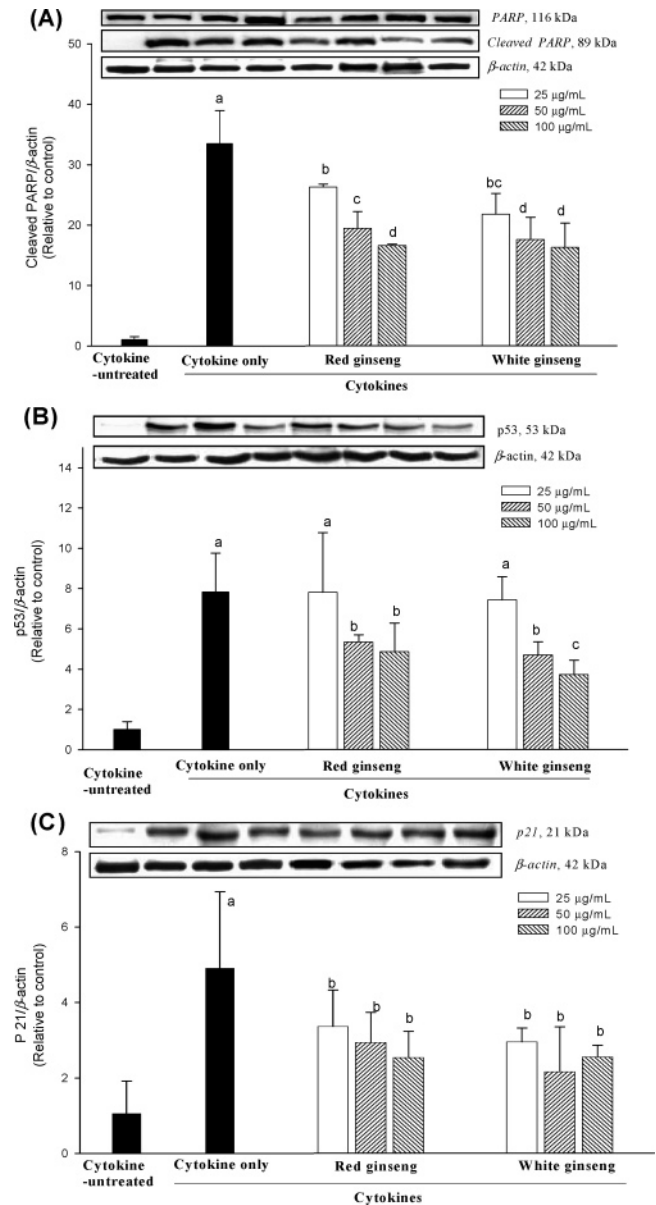 (A)
PARP, 116 kDa
Cleaved PARP, 89 kDa
β-actin, 42 kDa
25 µg/mL
50 µg/mL
100 µg/mL
Cleaved PARP/β-actin
(Relative to control)
50
40
30
20
10
0
a
b
c
d
bc
d
d
Cytokine
-untreated
Cytokine only
Red ginseng
White ginseng
Cytokines
(B)
p53, 53 kDa
β-actin, 42 kDa
25 µg/mL
50 µg/mL
100 µg/mL
p53/β-actin
(Relative to control)
14
12
10
8
6
4
2
0
a
a
b
b
a
b
c
Cytokine
-untreated
Cytokine only
Red ginseng
White ginseng
Cytokines
(C)
p21, 21 kDa
β-actin, 42 kDa
25 µg/mL
50 µg/mL
100 µg/mL
P 21/β-actin
(Relative to control)
8
6
4
2
0
a
b
b
b
b
b
b
Cytokine
-untreated
Cytokine only
Red ginseng
White ginseng
Cytokines